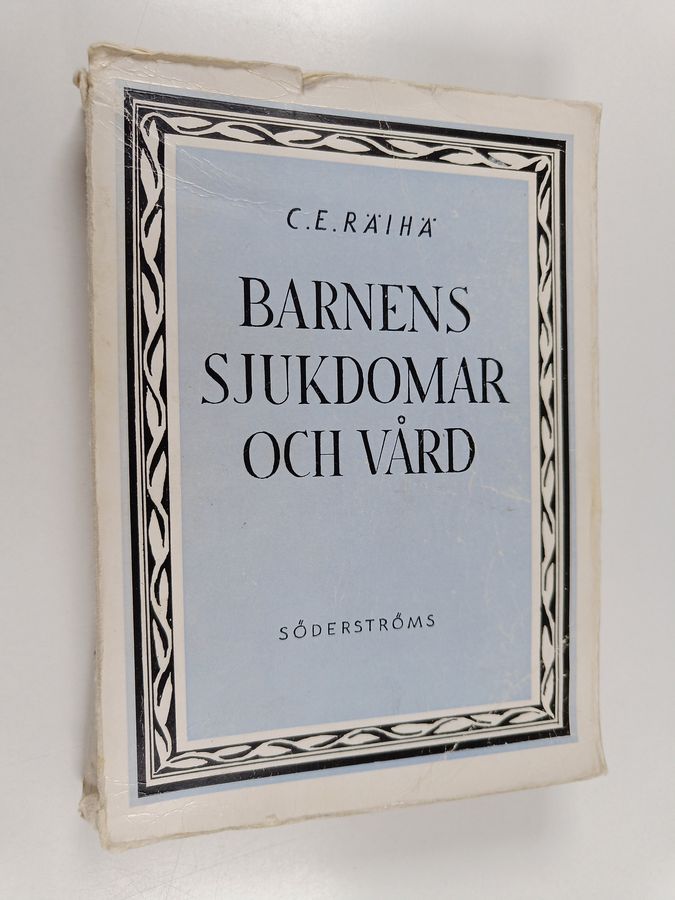 C.E.RÄIHÄ
BARNENS
SJUKDOMAR
OCH VÅRD
SÖDERSTRÖMS